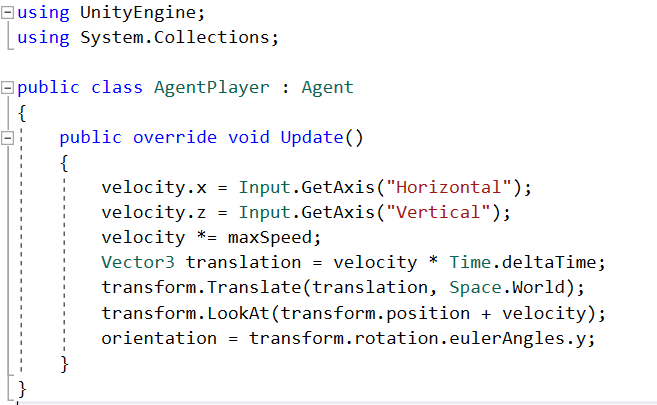 using UnityEngine;
using System.Collections;

public class AgentPlayer : Agent
{
    public override void Update()
    {
        velocity.x = Input.GetAxis("Horizontal");
        velocity.z = Input.GetAxis("Vertical");
        velocity *= maxSpeed;
        Vector3 translation = velocity * Time.deltaTime;
        transform.Translate(translation, Space.World);
        transform.LookAt(transform.position + velocity);
        orientation = transform.rotation.eulerAngles.y;
    }
}